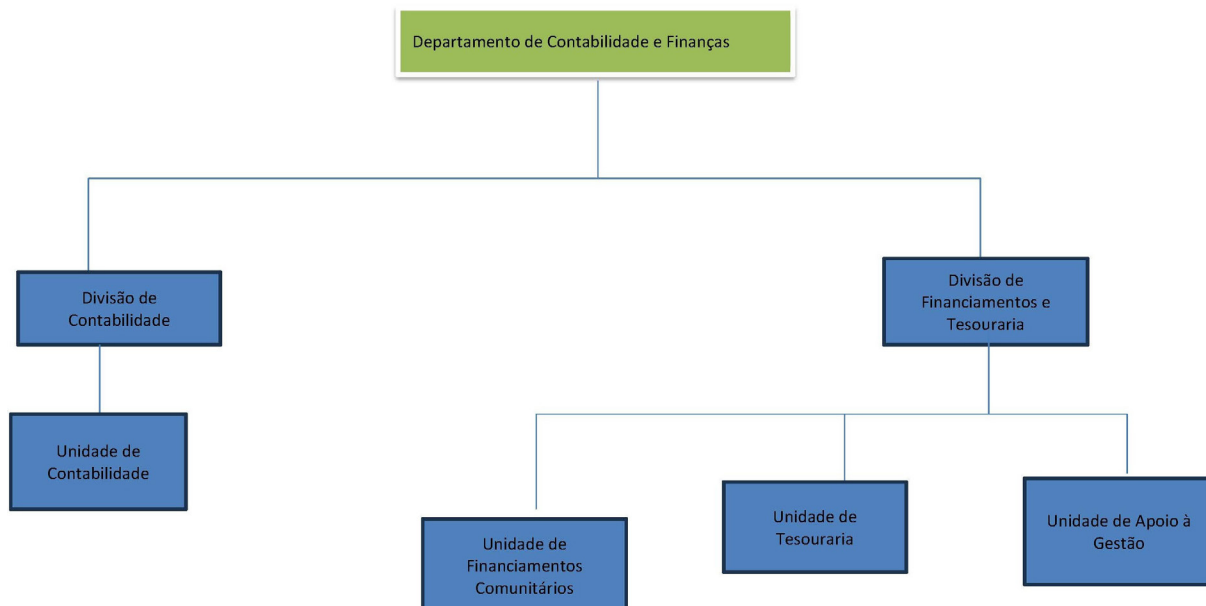 Departamento de Contabilidade e Finanças
Divisão de
Contabilidade
Divisão de
Financiamentos e
Tesouraria
Unidade de
Contabilidade
Unidade de
Financiamentos
Comunitários
Unidade de
Tesouraria
Unidade de Apoio à
Gestão